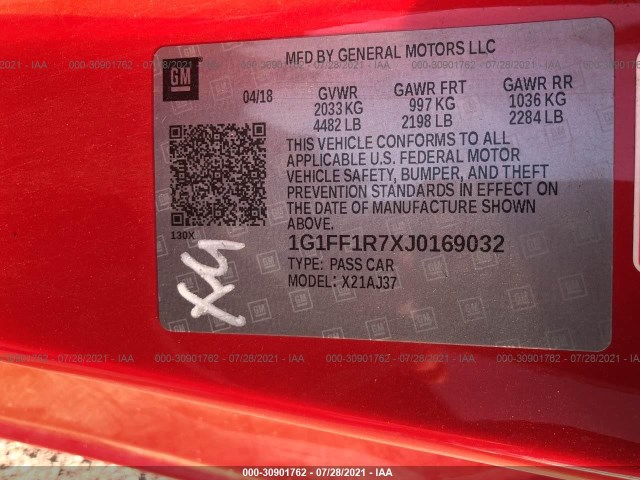 000-30901762 - 07/28/2021 - IAA
GM
MFD BY GENERAL MOTORS LLC
04/18
GVWR
2033 KG
4482 LB
GAWR FRT
997 KG
2198 LB
GAWR RR
1036 KG
2284 LB
THIS VEHICLE CONFORMS TO ALL
APPLICABLE U.S. FEDERAL MOTOR
VEHICLE SAFETY, BUMPER, AND THEFT
PREVENTION STANDARDS IN EFFECT ON
THE DATE OF MANUFACTURE SHOWN
ABOVE.
130X
1G1FF1R7XJ0169032
TYPE: PASS CAR
MODEL: X21AJ37
000-30901762 - 07/28/2021 - IAA
000-30901762 - 07/28/2021 - IAA